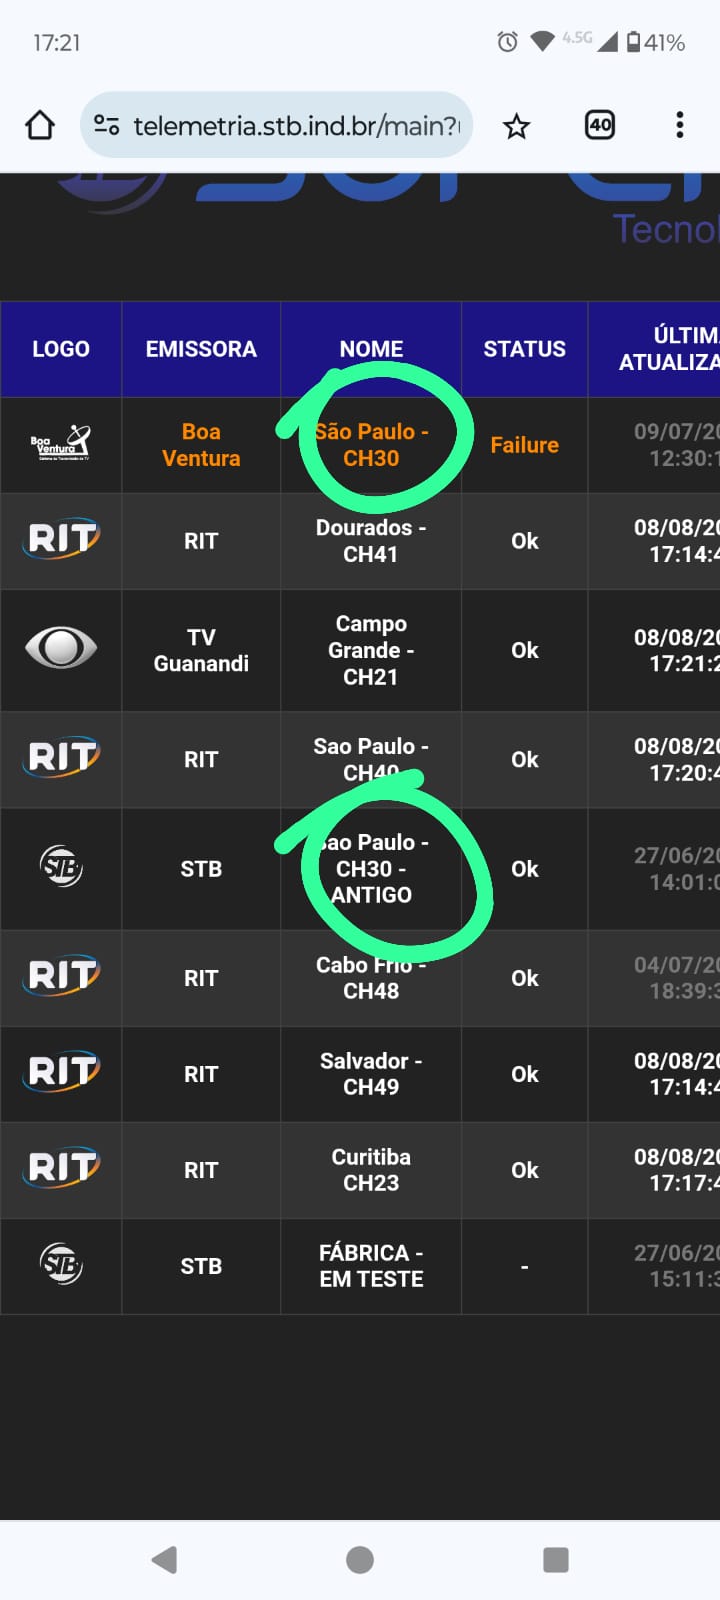 17:21
4.5G
41%
telemetria.stb.ind.br/main?
40
Tecnol
LOGO
EMISSORA
NOME
STATUS
ÚLTIM
ATUALIZA
Boa
Ventura
Boa
Ventura
São Paulo -
CH30
Failure
09/07/20
12:30:1
RIT
RIT
Dourados -
CH41
Ok
08/08/20
17:14:4
TV
Guanandi
Campo
Grande -
CH21
Ok
08/08/20
17:21:2
RIT
RIT
Sao Paulo -
CH40
Ok
08/08/20
17:20:4
STB
STB
Sao Paulo -
CH30 -
ANTIGO
Ok
27/06/20
14:01:0
RIT
RIT
Cabo Frio -
CH48
Ok
04/07/20
18:39:3
RIT
RIT
Salvador -
CH49
Ok
08/08/20
17:14:4
RIT
RIT
Curitiba
CH23
Ok
08/08/20
17:17:4
STB
STB
FÁBRICA -
EM TESTE
-
27/06/20
15:11:3